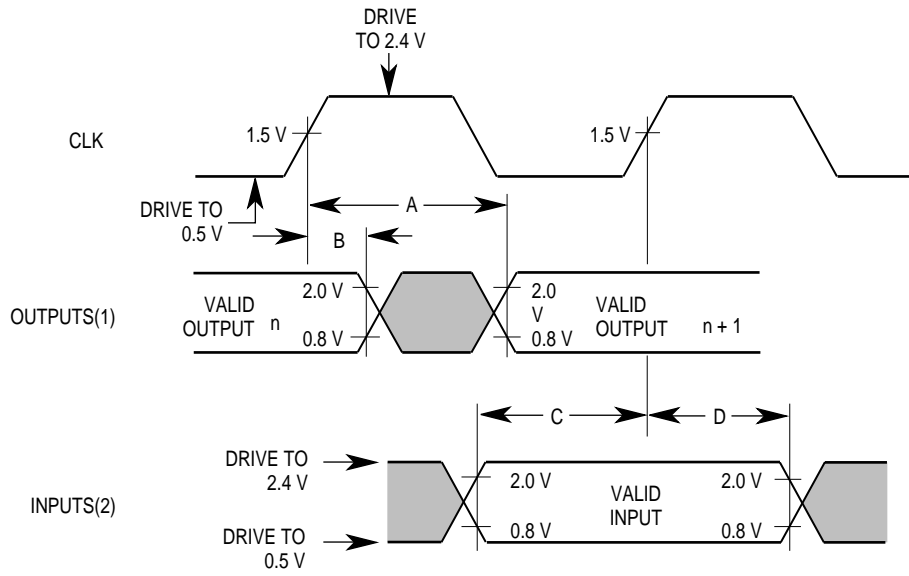 DRIVE
TO 2.4 V
CLK
1.5 V
1.5 V
DRIVE TO
0.5 V
A
B
OUTPUTS(1)
VALID
OUTPUT n
2.0 V
0.8 V
2.0
V
0.8 V
VALID
OUTPUT n + 1
C
D
INPUTS(2)
DRIVE TO
2.4 V
DRIVE TO
0.5 V
2.0 V
0.8 V
VALID
INPUT
2.0 V
0.8 V